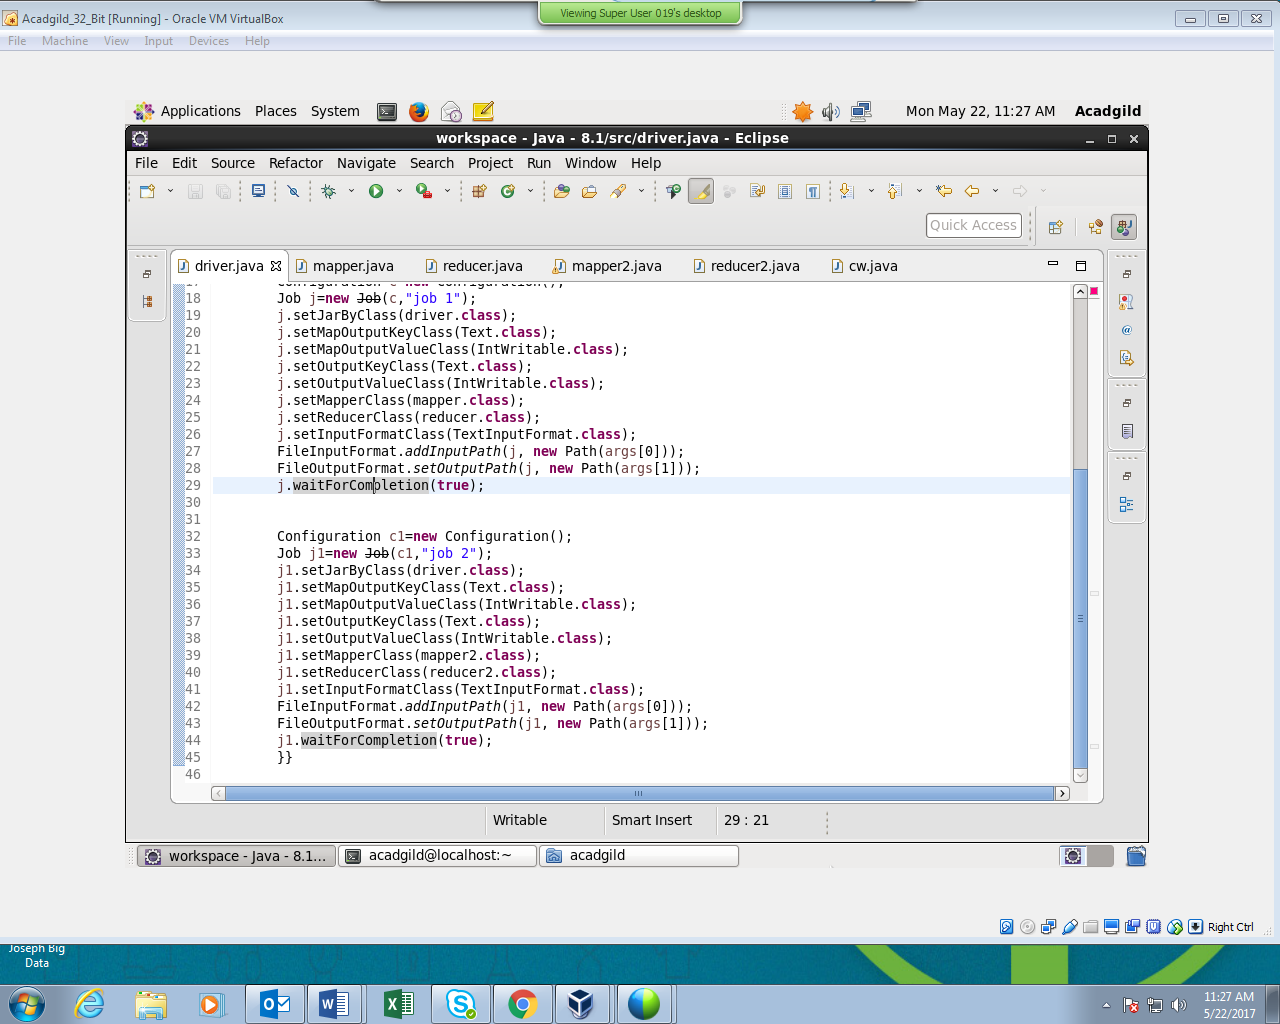 Viewing Super User 019's desktop
Acadgild_32_Bit [Running] - Oracle VM VirtualBox
File Machine View Input Devices Help
Applications Places System Mon May 22, 11:27 AM Acadgild
workspace - Java - 8.1/src/driver.java - Eclipse
File Edit Source Refactor Navigate Search Project Run Window Help
Quick Access
driver.java mapper.java reducer.java mapper2.java reducer2.java cw.java
17 Configuration c=new Configuration();
18 Job j=new Job(c,"job 1");
19 j.setJarByClass(driver.class);
20 j.setMapOutputKeyClass(Text.class);
21 j.setMapOutputValueClass(IntWritable.class);
22 j.setOutputKeyClass(Text.class);
23 j.setOutputValueClass(IntWritable.class);
24 j.setMapperClass(mapper.class);
25 j.setReducerClass(reducer.class);
26 j.setInputFormatClass(TextInputFormat.class);
27 FileInputFormat.addInputPath(j, new Path(args[0]));
28 FileOutputFormat.setOutputPath(j, new Path(args[1]));
29 j.waitForCompletion(true);
30
31
32 Configuration c1=new Configuration();
33 Job j1=new Job(c1,"job 2");
34 j1.setJarByClass(driver.class);
35 j1.setMapOutputKeyClass(Text.class);
36 j1.setMapOutputValueClass(IntWritable.class);
37 j1.setOutputKeyClass(Text.class);
38 j1.setOutputValueClass(IntWritable.class);
39 j1.setMapperClass(mapper2.class);
40 j1.setReducerClass(reducer2.class);
41 j1.setInputFormatClass(TextInputFormat.class);
42 FileInputFormat.addInputPath(j1, new Path(args[0]));
43 FileOutputFormat.setOutputPath(j1, new Path(args[1]));
44 j1.waitForCompletion(true);
45 }}
46
Writable Smart Insert 29 : 21
workspace - Java - 8.1... acadgild@localhost:~ acadgild
Right Ctrl
Joseph Big
Data
11:27 AM
5/22/2017